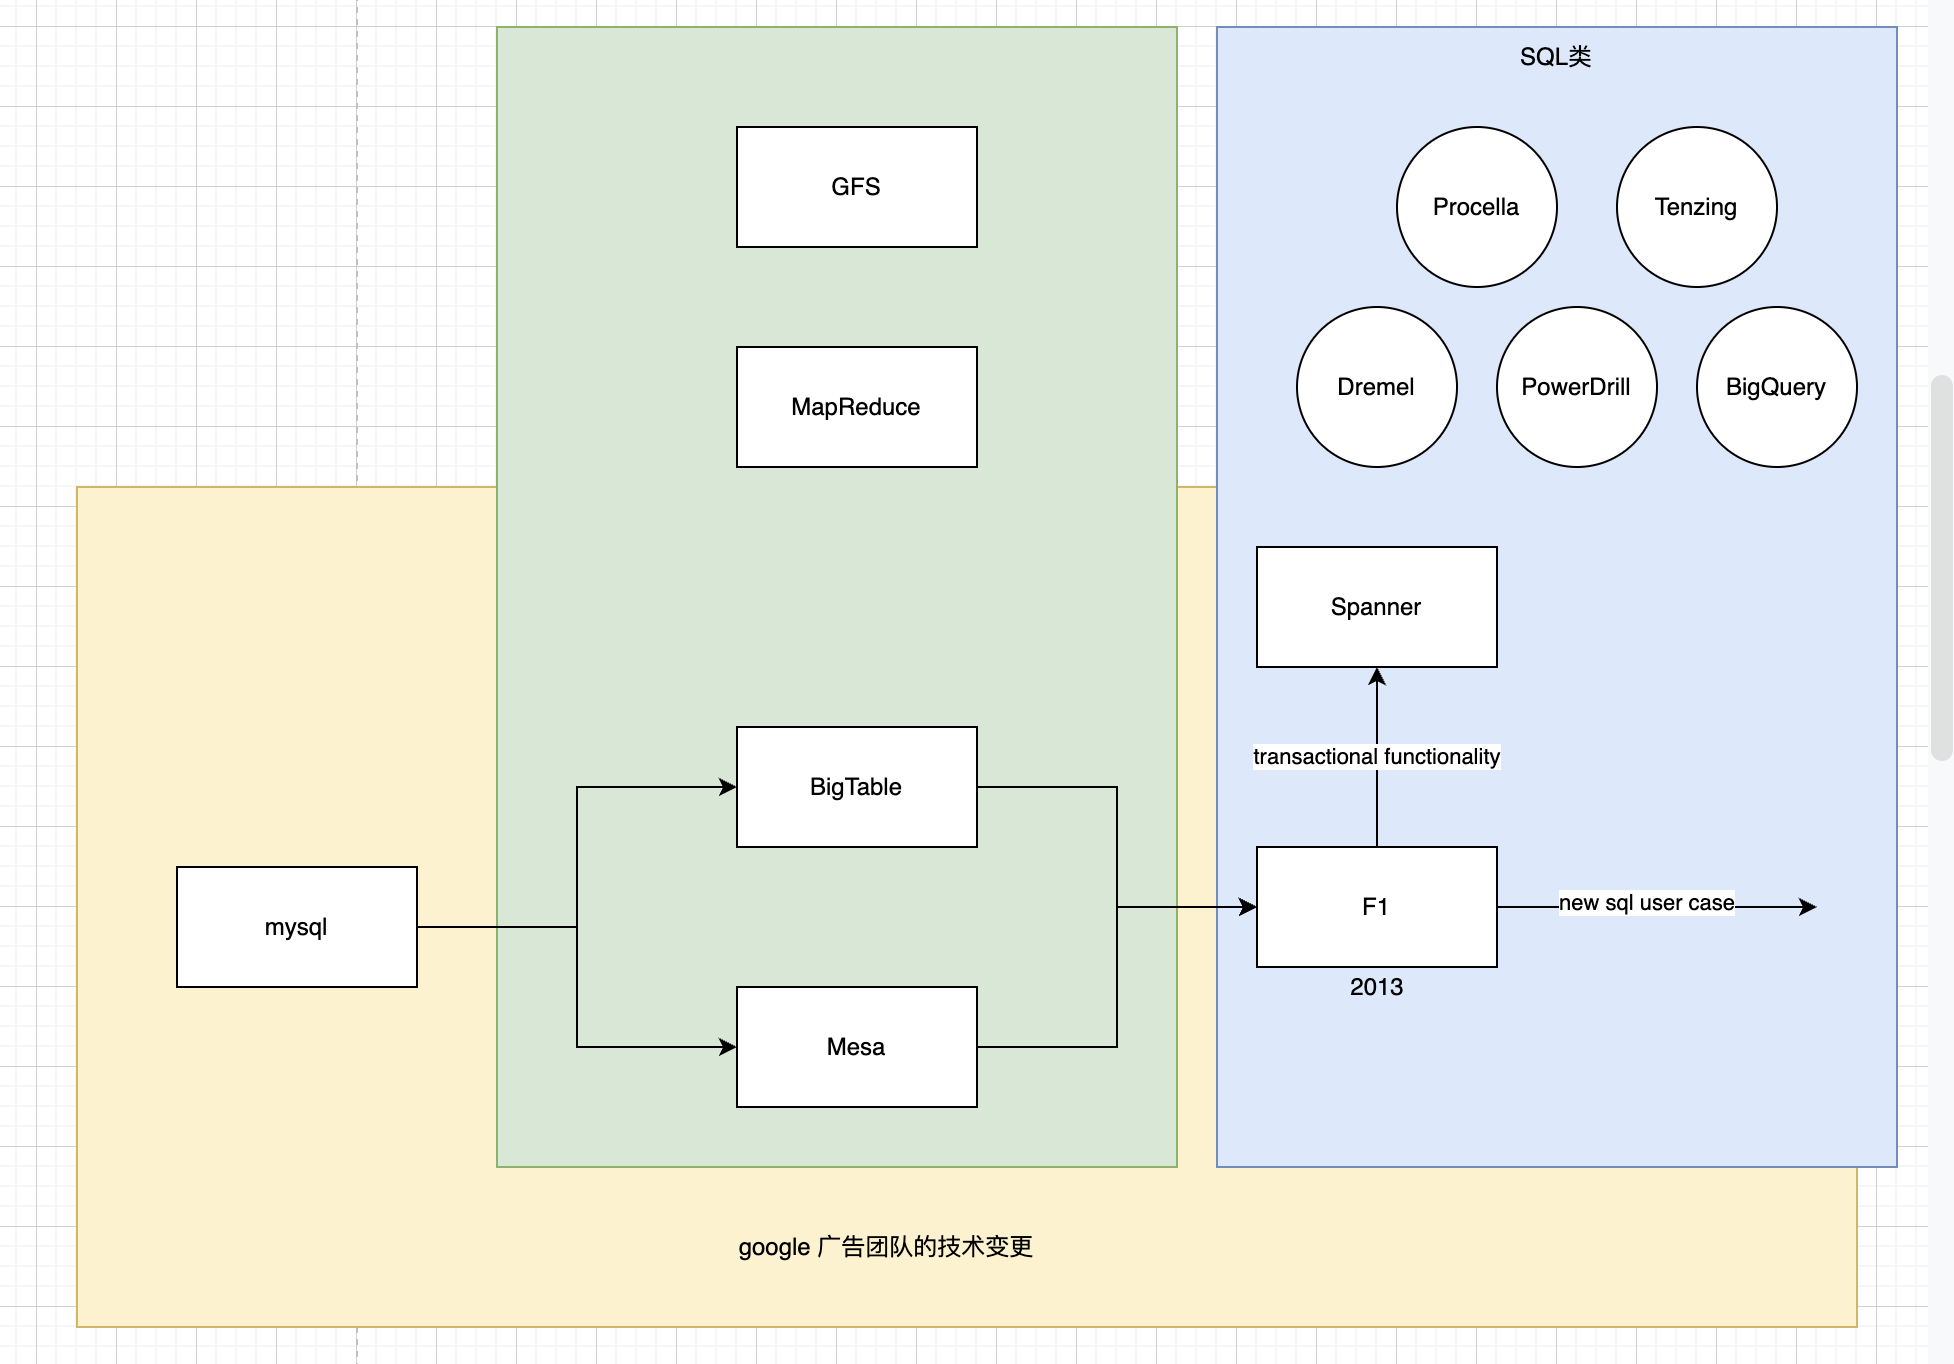 SQL类
GFS
Procella
Tenzing
MapReduce
Dremel
PowerDrill
BigQuery
Spanner
transactional functionality
BigTable
mysql
F1
new sql user case
2013
Mesa
google 广告团队的技术变更